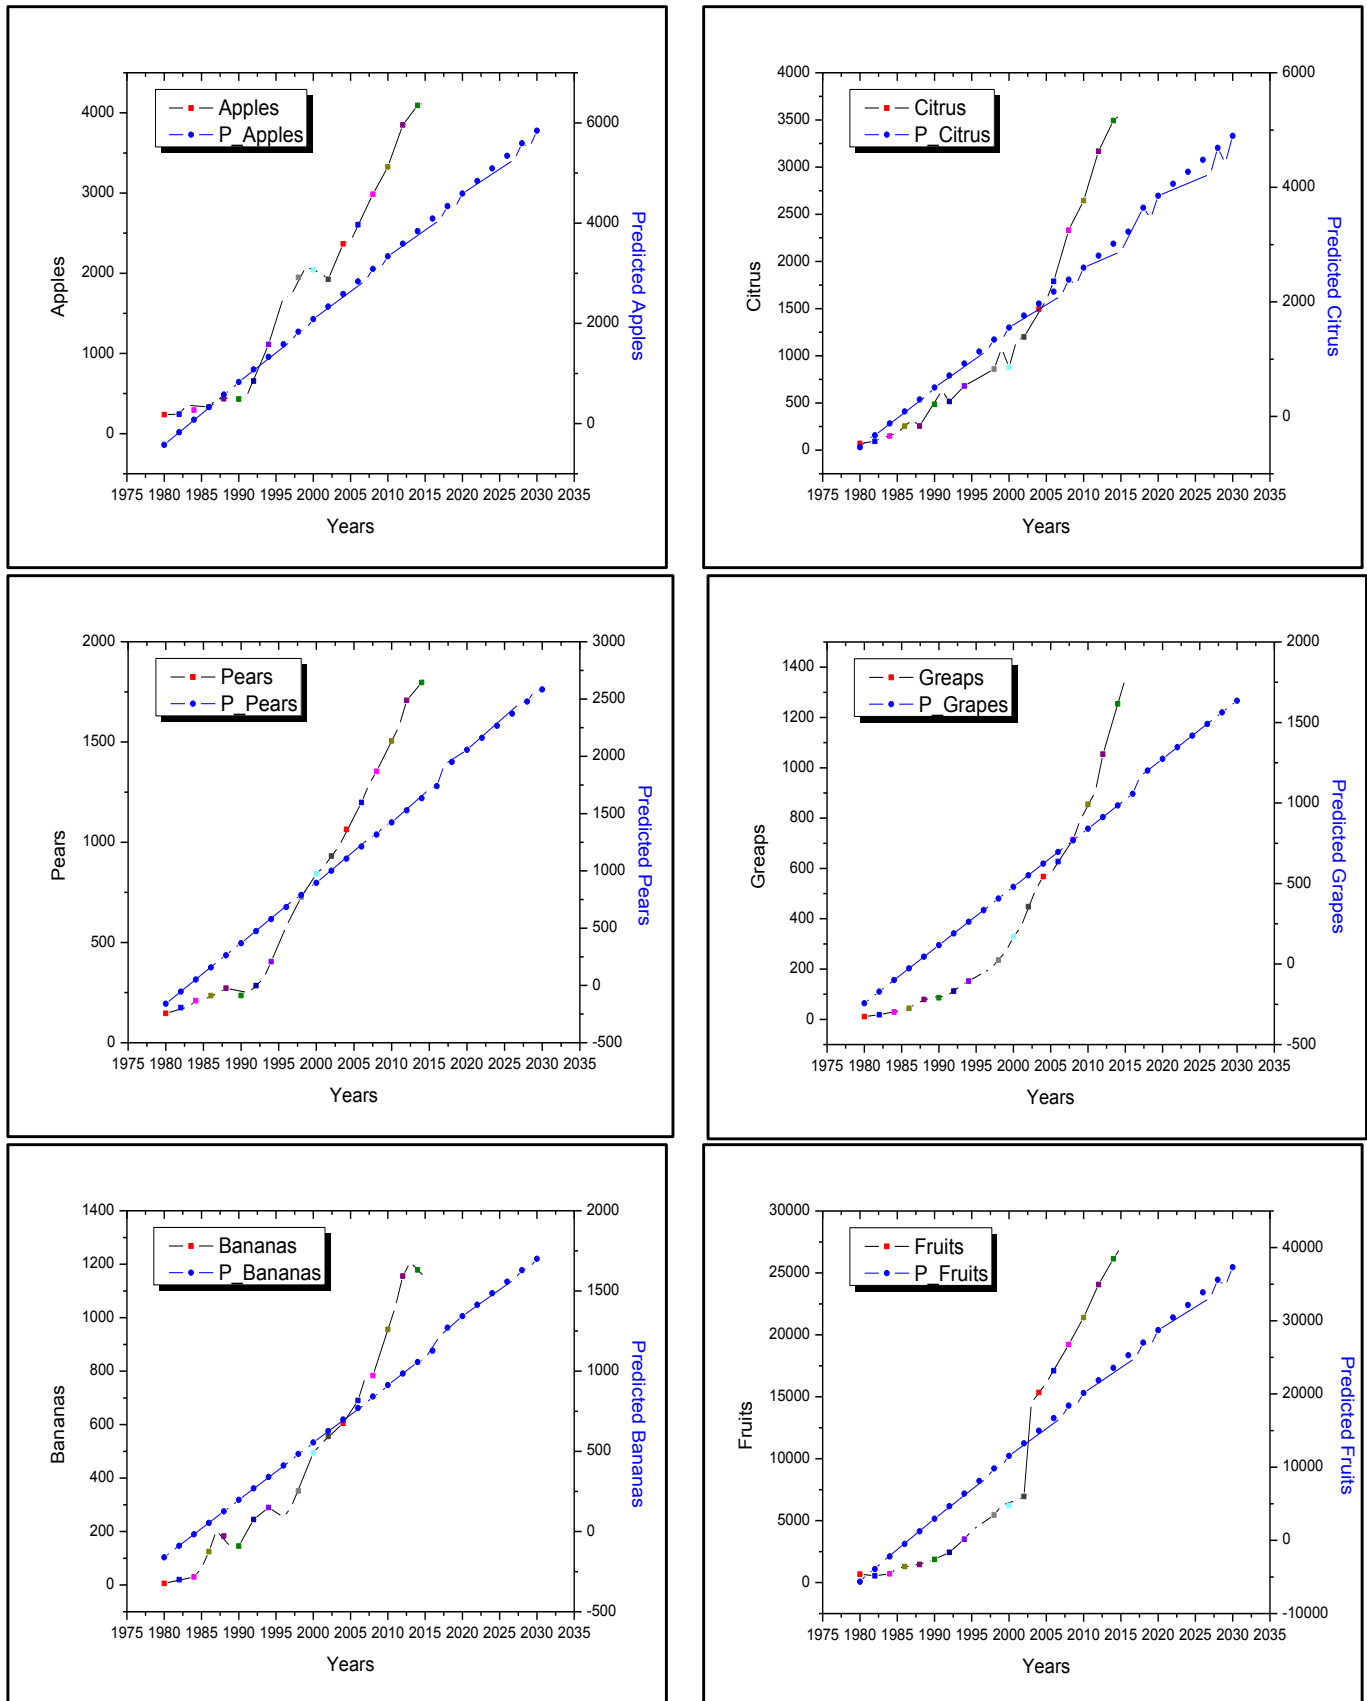 Apples
P_Apples
4000
3000
2000
1000
0
6000
4000
2000
0
Apples
Predicted Apples
1975 1980 1985 1990 1995 2000 2005 2010 2015 2020 2025 2030 2035
Years
Citrus
P_Citrus
4000
3500
3000
2500
2000
1500
1000
500
0
6000
4000
2000
0
Citrus
Predicted Citrus
1975 1980 1985 1990 1995 2000 2005 2010 2015 2020 2025 2030 2035
Years
Pears
P_Pears
2000
1500
1000
500
0
3000
2500
2000
1500
1000
500
0
-500
Pears
Predicted Pears
1975 1980 1985 1990 1995 2000 2005 2010 2015 2020 2025 2030 2035
Years
Greaps
P_Grapes
1400
1200
1000
800
600
400
200
0
2000
1500
1000
500
0
-500
Greaps
Predicted Grapes
1975 1980 1985 1990 1995 2000 2005 2010 2015 2020 2025 2030 2035
Years
Bananas
P_Bananas
1400
1200
1000
800
600
400
200
0
2000
1500
1000
500
0
-500
Bananas
Predicted Bananas
1975 1980 1985 1990 1995 2000 2005 2010 2015 2020 2025 2030 2035
Years
Fruits
P_Fruits
30000
25000
20000
15000
10000
5000
0
40000
30000
20000
10000
0
-10000
Fruits
Predicted Fruits
1975 1980 1985 1990 1995 2000 2005 2010 2015 2020 2025 2030 2035
Years